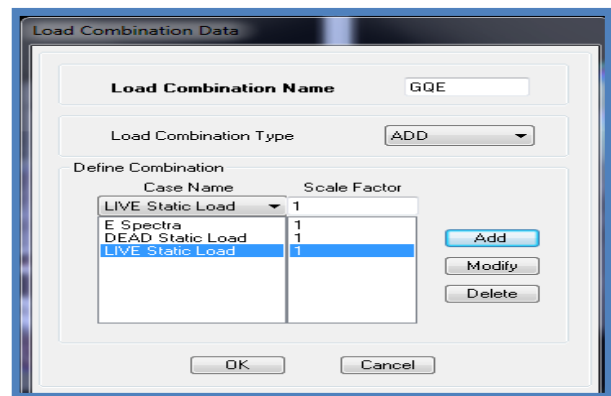 Load Combination Data
Load Combination Name GQE
Load Combination Type ADD
Define Combination
Case Name Scale Factor
LIVE Static Load 1
E Spectra 1
DEAD Static Load 1
LIVE Static Load 1
Add
Modify
Delete
OK Cancel